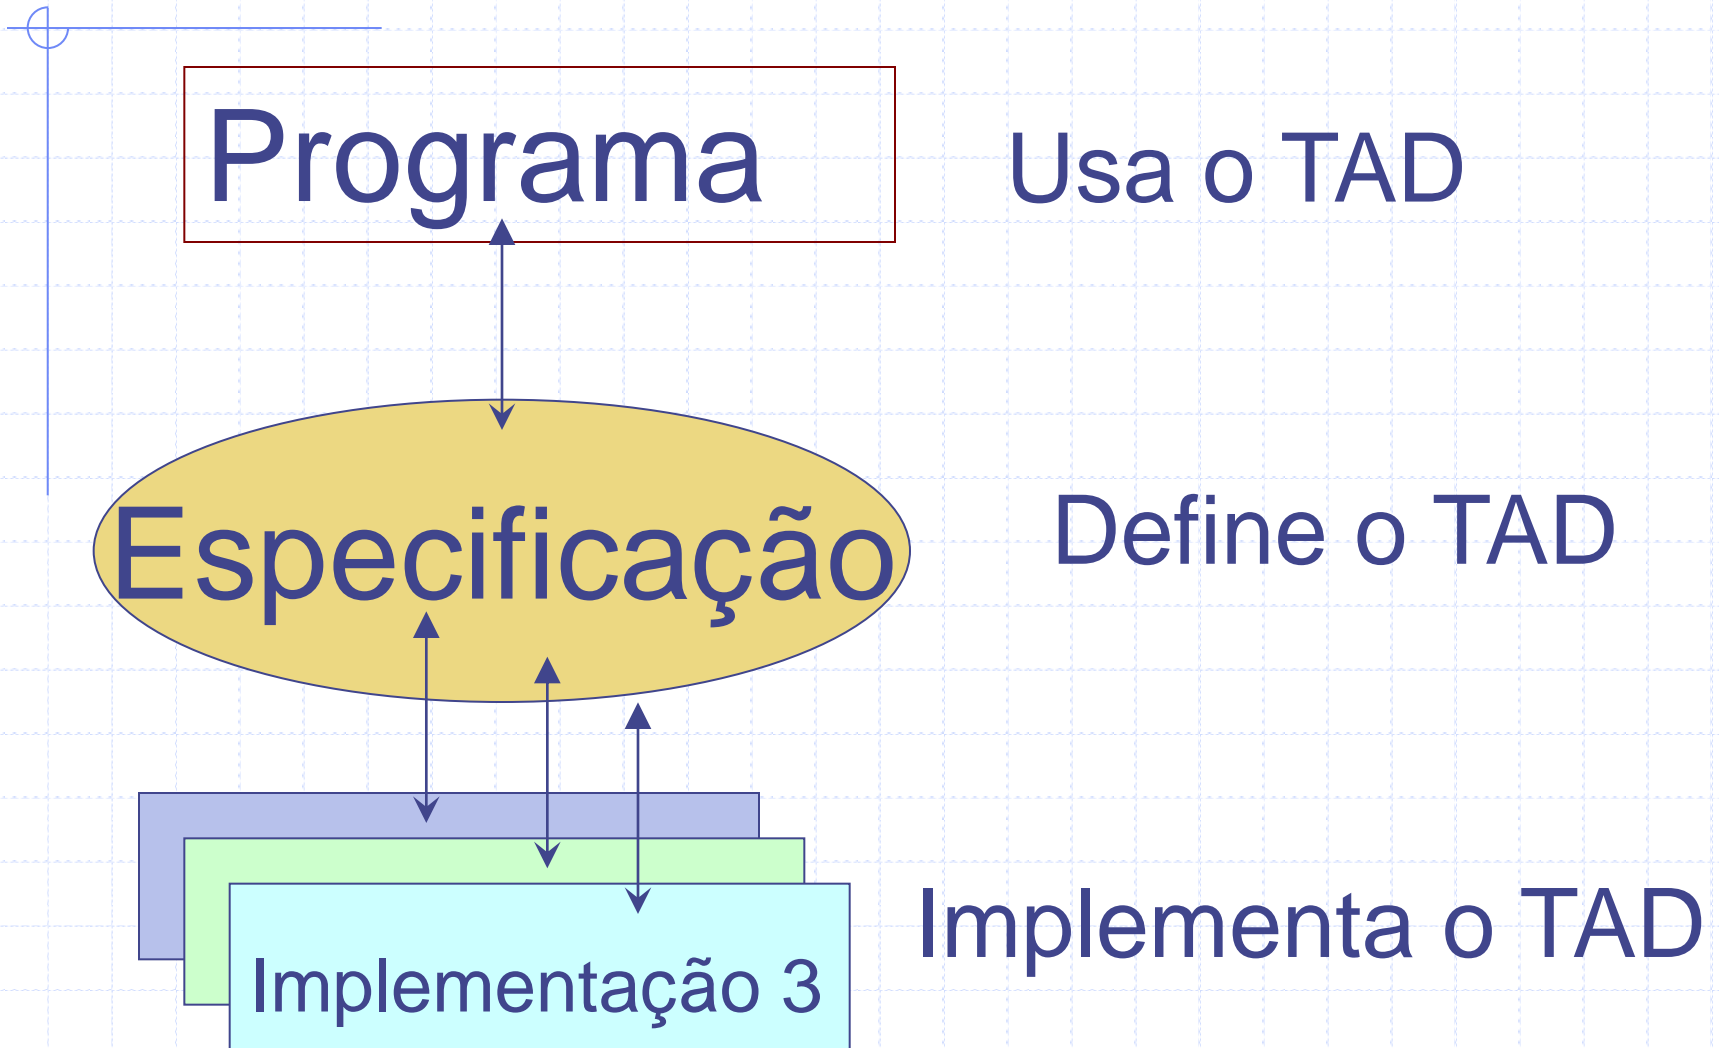 Programa
Usa o TAD
Especificação
Define o TAD
Implementa o TAD
Implementação 3